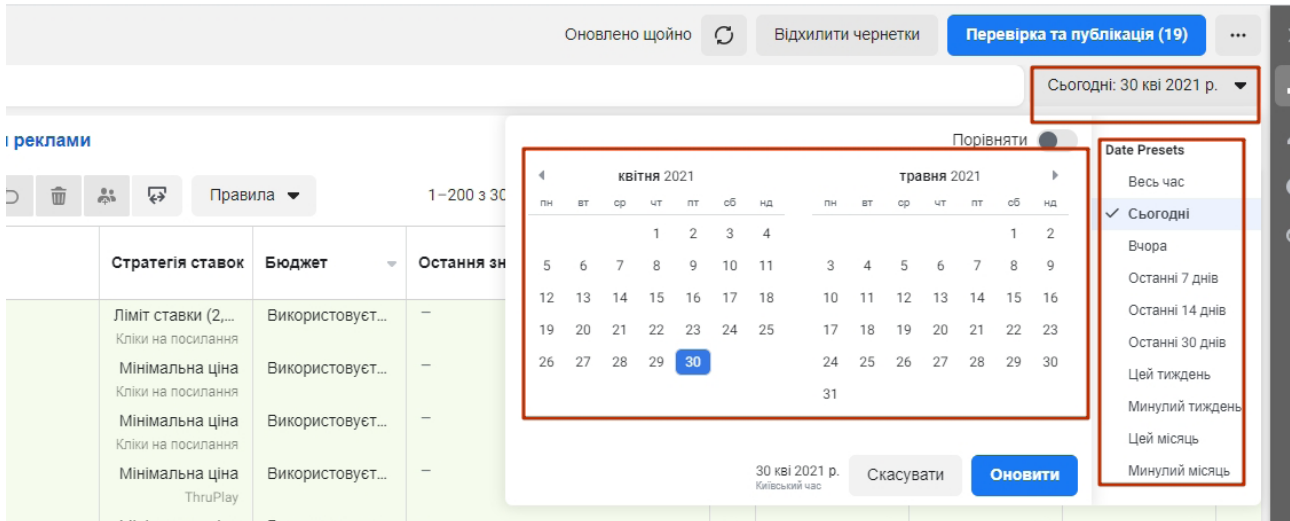 Оновлено щойно
Відхилити чернетки
Перевірка та публікація (19)
Сьогодні: 30 кві 2021 р.
реклами
Порівняти
Правила
1–200 з 30
квітня 2021
травня 2021
пн вт ср чт пт сб нд
пн вт ср чт пт сб нд
1 2 3 4
1 2
5 6 7 8 9 10 11
3 4 5 6 7 8 9
12 13 14 15 16 17 18
10 11 12 13 14 15 16
19 20 21 22 23 24 25
17 18 19 20 21 22 23
26 27 28 29 30
24 25 26 27 28 29 30
31
30 кві 2021 р.
Київський час
Скасувати
Оновити
Date Presets
Весь час
Сьогодні
Вчора
Останні 7 днів
Останні 14 днів
Останні 30 днів
Цей тиждень
Минулий тиждень
Цей місяць
Минулий місяць
Стратегія ставок
Бюджет
Остання зн
Ліміт ставки (2,...
Використовуєт...
–
Кліки на посилання
Мінімальна ціна
Використовуєт...
–
Кліки на посилання
Мінімальна ціна
Використовуєт...
–
Кліки на посилання
Мінімальна ціна
Використовуєт...
–
ThruPlay